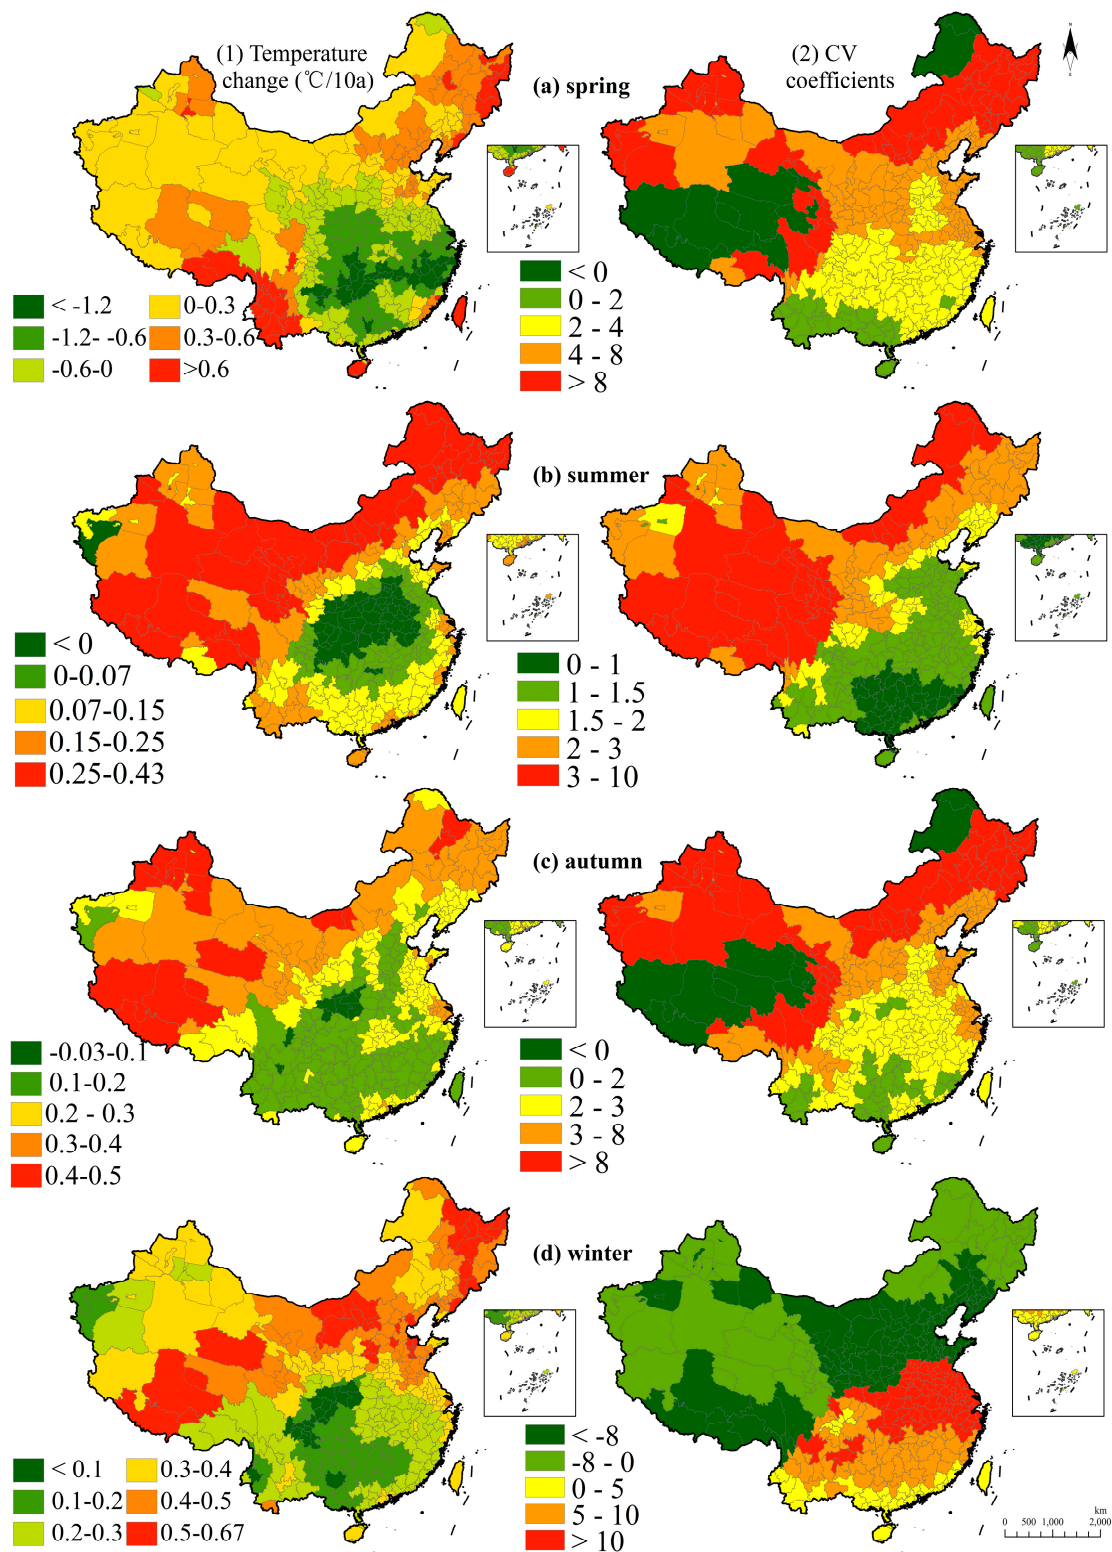 (1) Temperature
change (℃/10a)
(2) CV
coefficients
N
(a) spring
< -1.2
-1.2- -0.6
-0.6-0
0-0.3
0.3-0.6
>0.6
< 0
0 - 2
2 - 4
4 - 8
> 8
(b) summer
< 0
0-0.07
0.07-0.15
0.15-0.25
0.25-0.43
0 - 1
1 - 1.5
1.5 - 2
2 - 3
3 - 10
(c) autumn
-0.03-0.1
0.1-0.2
0.2 - 0.3
0.3-0.4
0.4-0.5
< 0
0 - 2
2 - 3
3 - 8
> 8
(d) winter
< 0.1
0.1-0.2
0.2-0.3
0.3-0.4
0.4-0.5
0.5-0.67
< -8
-8 - 0
0 - 5
5 - 10
> 10
km
0 500 1,000 2,000